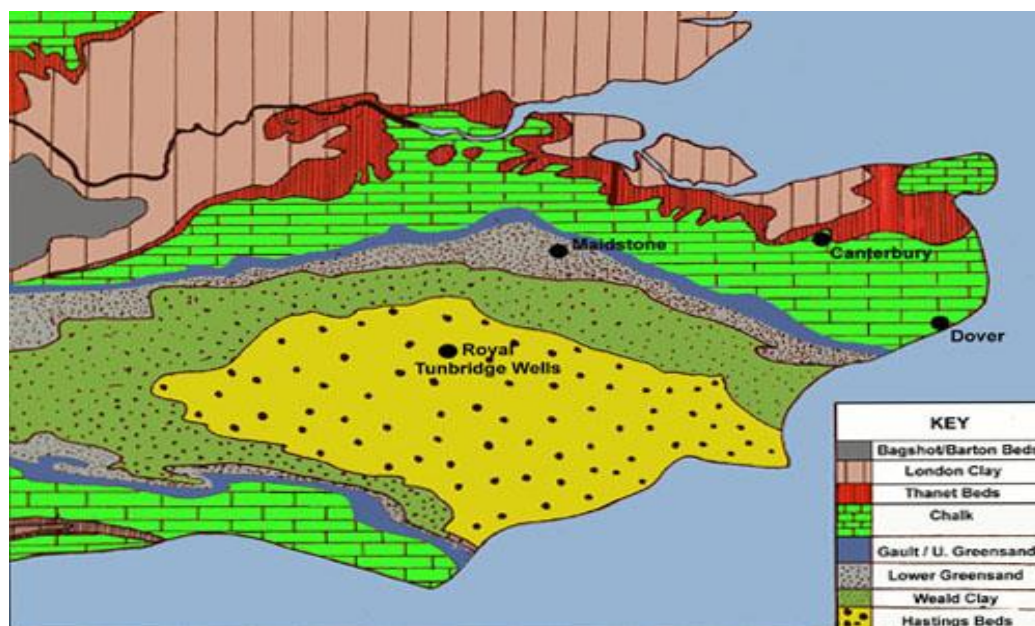 Maidstone
Canterbury
Dover
Royal
Tunbridge Wells
KEY
Bagshot/Barton Beds
London Clay
Thanet Beds
Chalk
Gault / U. Greensand
Lower Greensand
Weald Clay
Hastings Beds